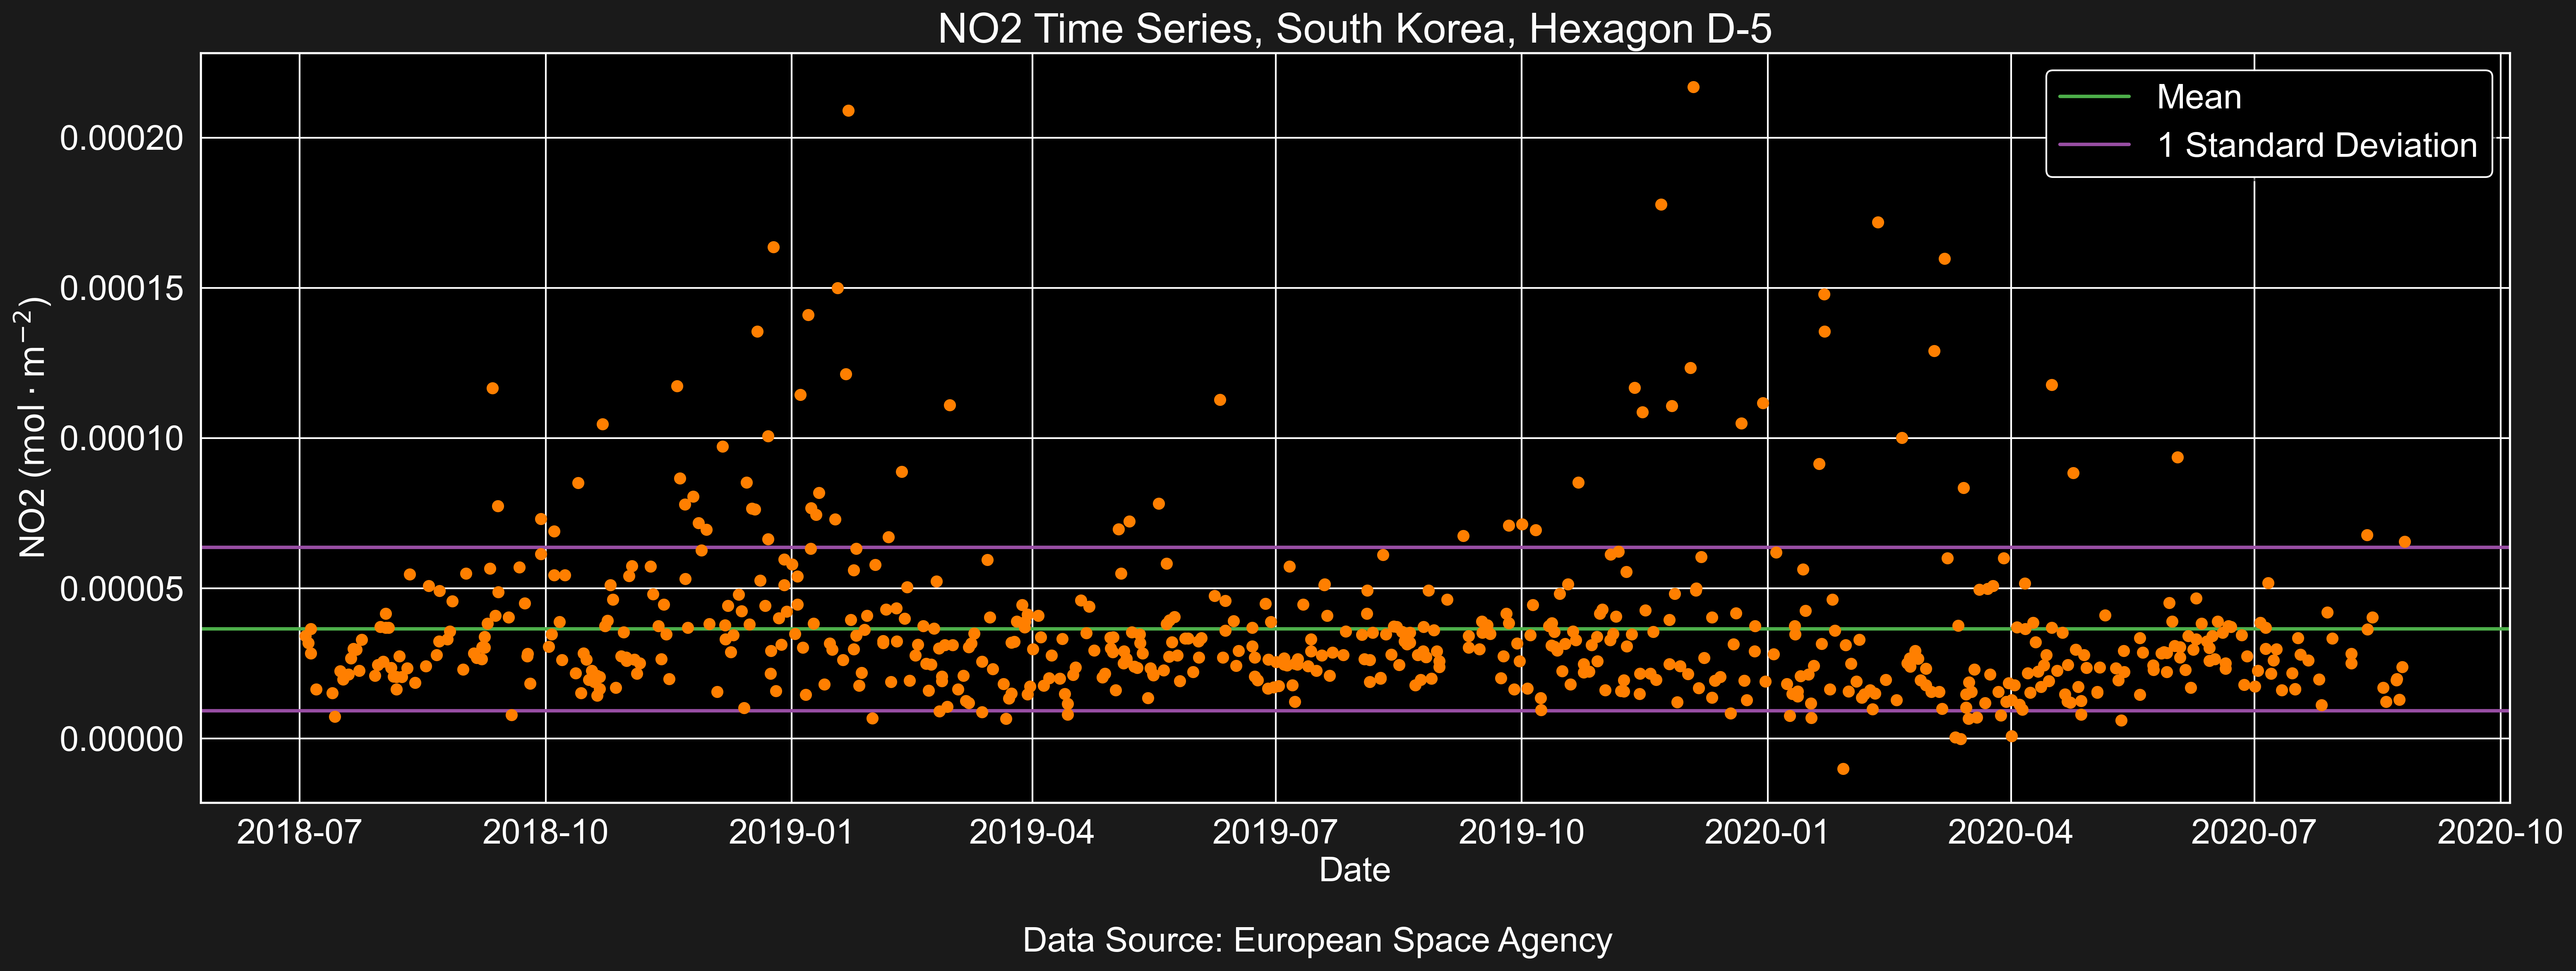 NO2 Time Series, South Korea, Hexagon D-5
Mean
1 Standard Deviation
NO2 (mol · m⁻²)
0.00020
0.00015
0.00010
0.00005
0.00000
2018-07 2018-10 2019-01 2019-04 2019-07 2019-10 2020-01 2020-04 2020-07 2020-10
Date
Data Source: European Space Agency